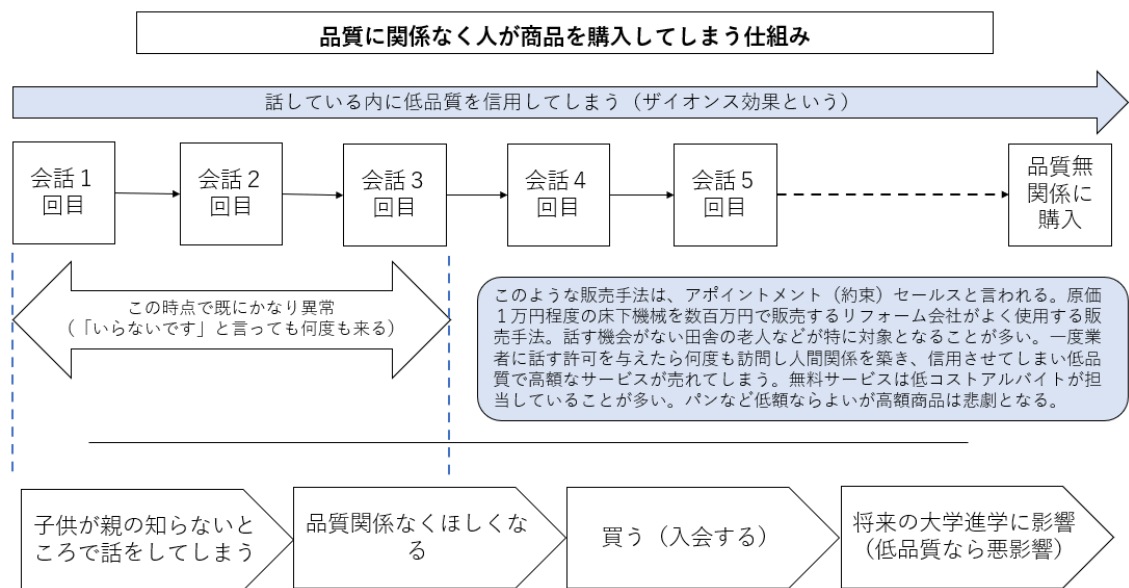 品質に関係なく人が商品を購入してしまう仕組み
話している内に低品質を信用してしまう（ザイオンス効果という）
会話１
回目
会話２
回目
会話３
回目
会話４
回目
会話５
回目
品質無
関係に
購入
この時点で既にかなり異常
（「いらないです」と言っても何度も来る）
このような販売手法は、アポイントメント（約束）セールスと言われる。原価
１万円程度の床下機械を数百万円で販売するリフォーム会社がよく使用する販
売手法。話す機会がない田舎の老人などが特に対象となることが多い。一度業
者に話す許可を与えたら何度も訪問し人間関係を築き、信用させてしまい低品
質で高額なサービスが売れてしまう。無料サービスは低コストアルバイトが担
当していることが多い。パンなど低額ならよいが高額商品は悲劇となる。
子供が親の知らないと
ころで話をしてしまう
品質関係なくほしくな
る
買う（入会する）
将来の大学進学に影響
（低品質なら悪影響）